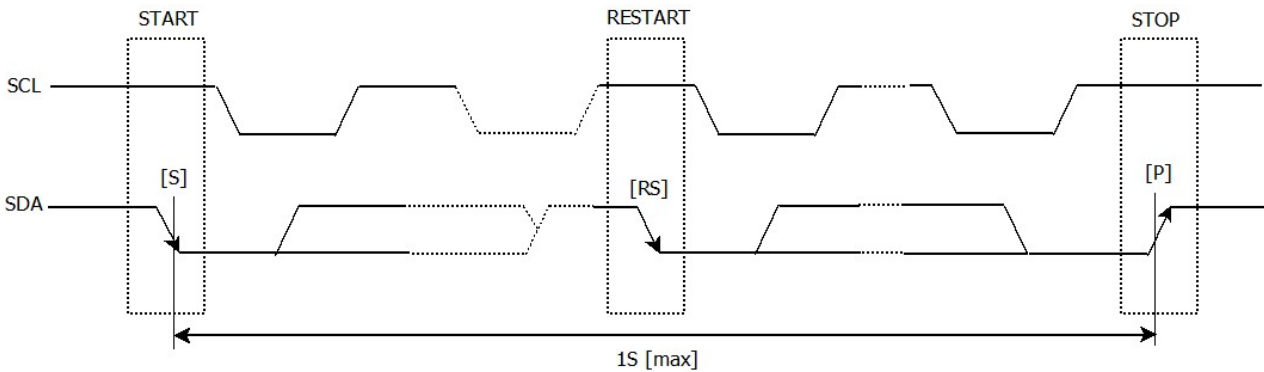 START
RESTART
STOP
SCL
[S]
[RS]
[P]
SDA
1S [max]